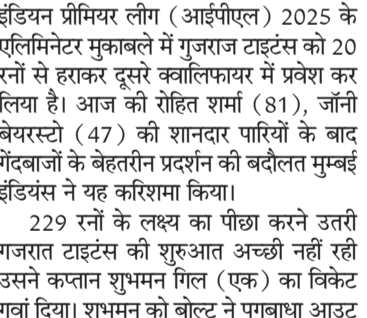 इंडियन प्रीमियर लीग (आईपीएल) 2025 के
एलिमिनेटर मुकाबले में गुजराज टाइटंस को 20
रनों से हराकर दूसरे क्वालिफायर में प्रवेश कर
लिया है। आज की रोहित शर्मा (81), जॉनी
बेयरस्टो (47) की शानदार पारियों के बाद
गेंदबाजों के बेहतरीन प्रदर्शन की बदौलत मुम्बई
इंडियंस ने यह करिशमा किया।
229 रनों के लक्ष्य का पीछा करने उतरी
गजरात टाइटंस की शुरुआत अच्छी नहीं रही
उसने कप्तान शुभमन गिल (एक) का विकेट
गवां दिया। शुभमन को बोल्ट ने पगबाधा आउट